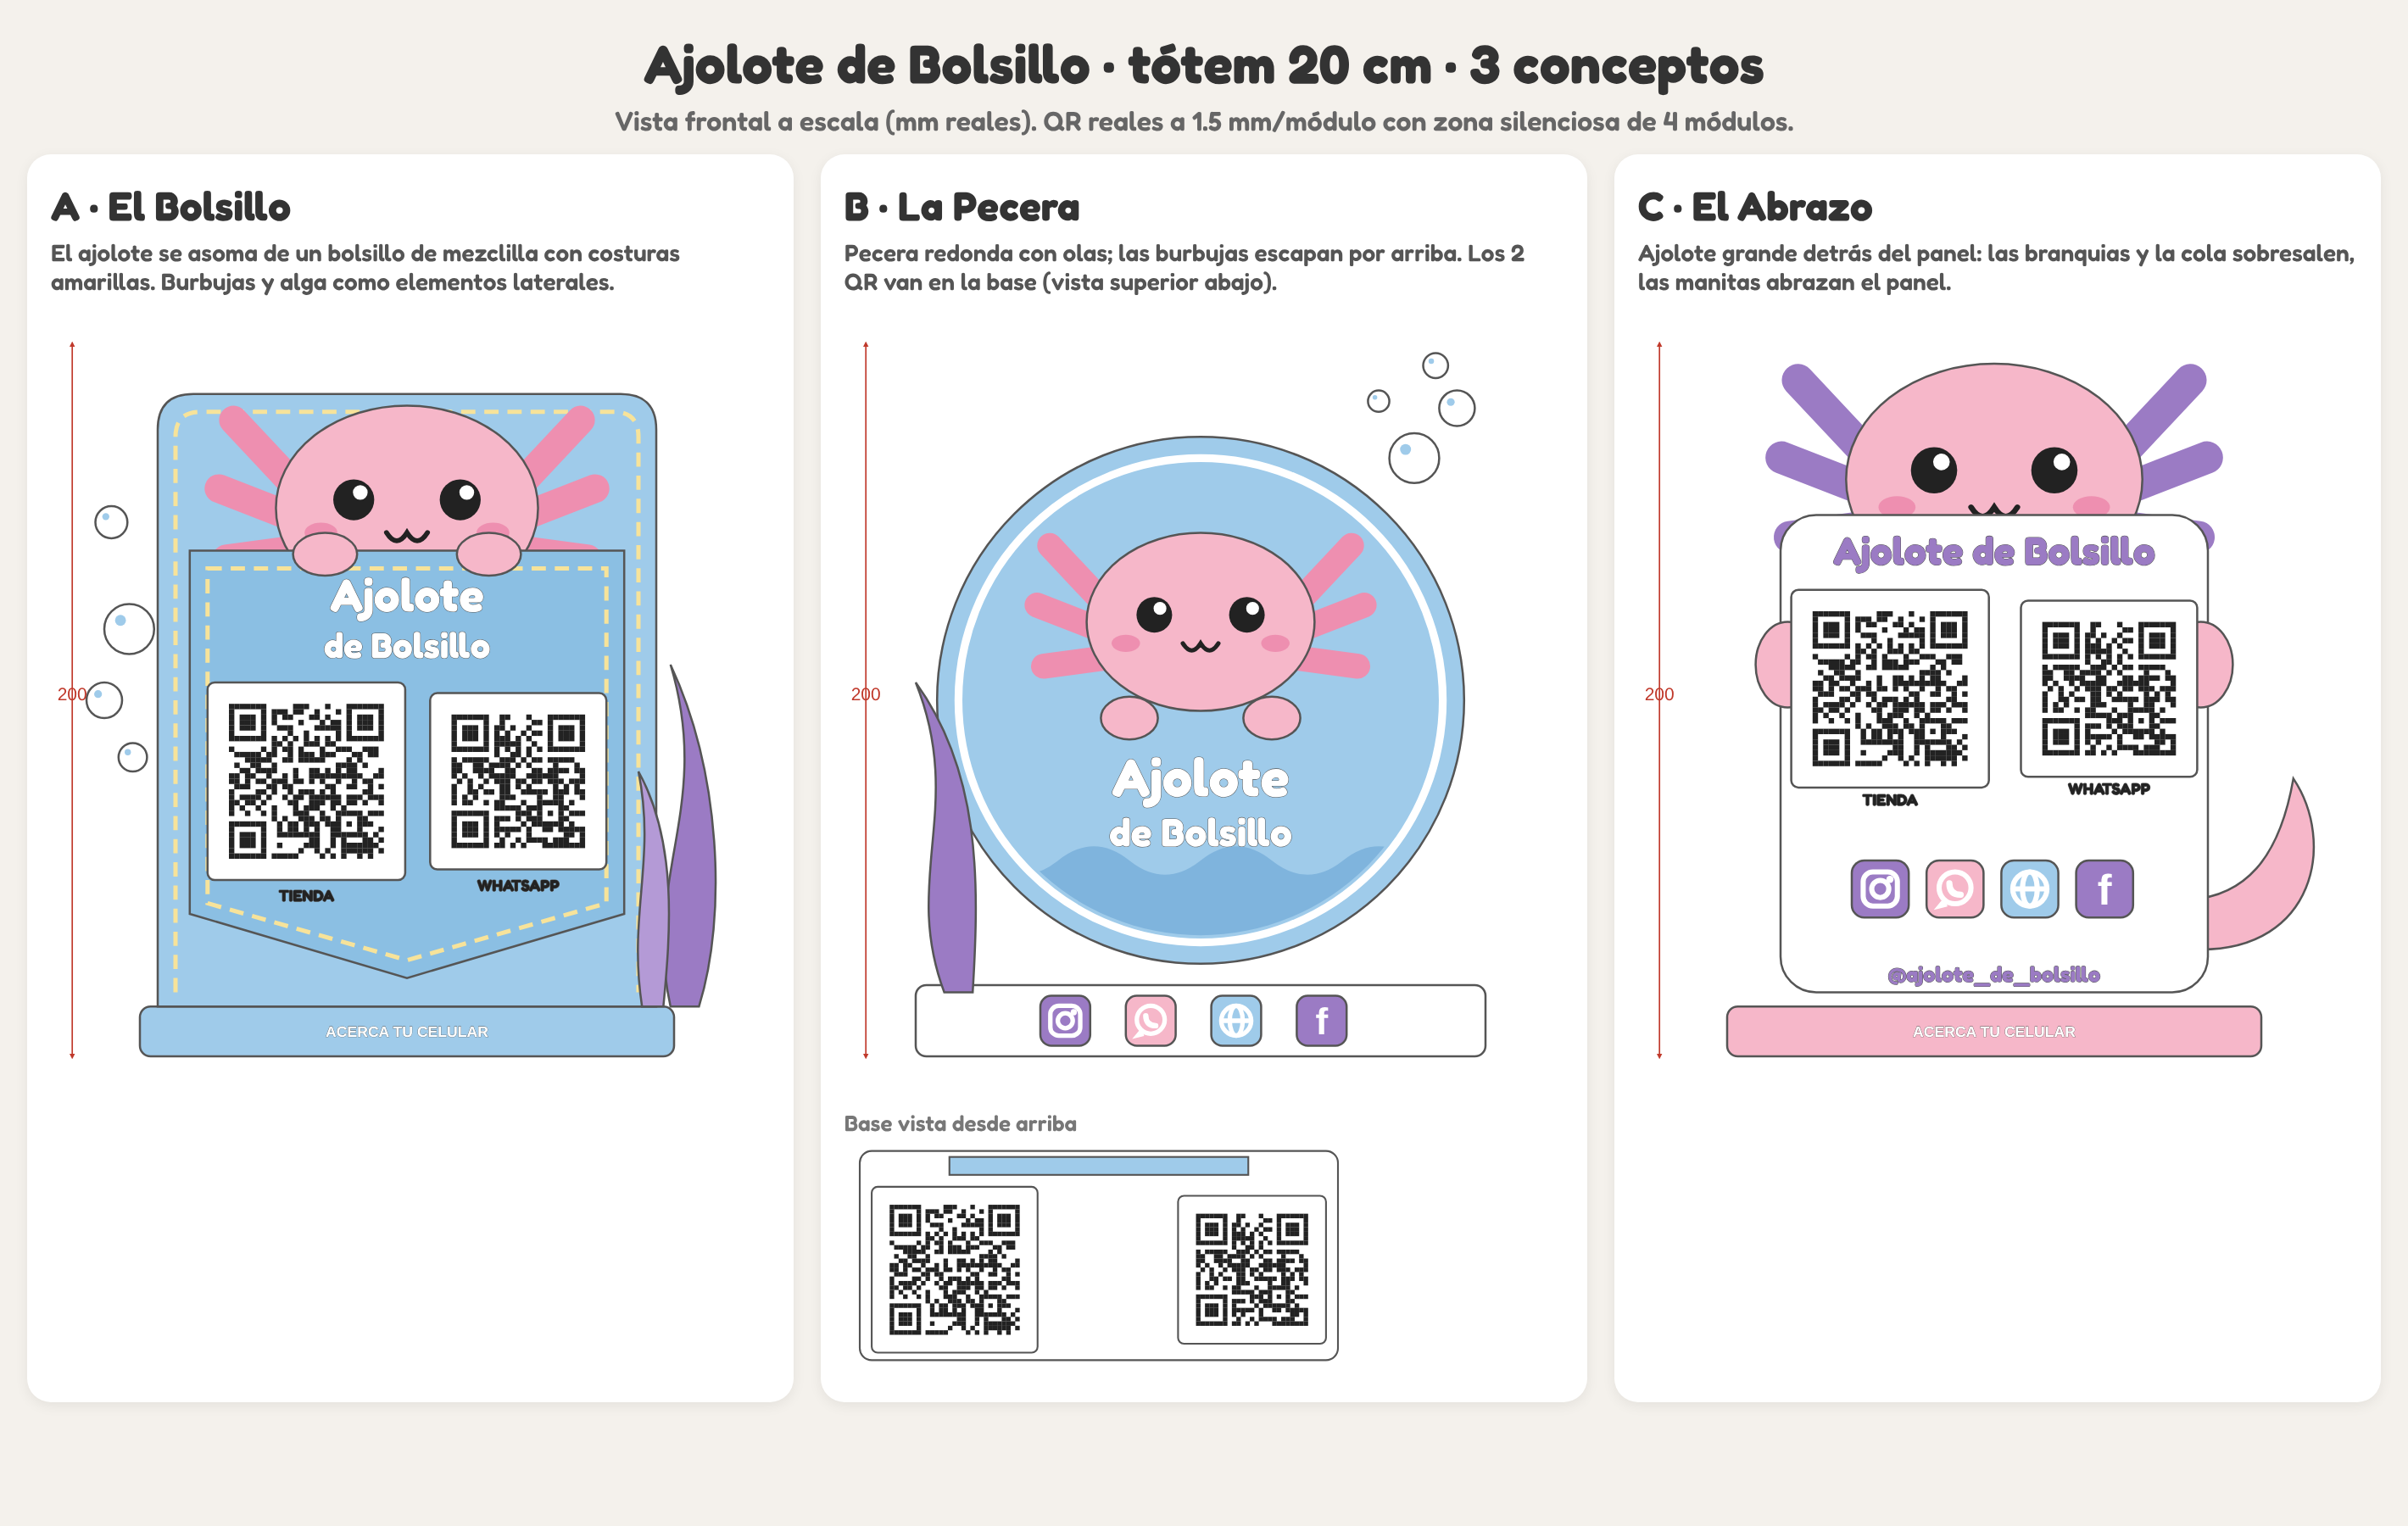 Ajolote de Bolsillo · tótem 20 cm · 3 conceptos
Vista frontal a escala (mm reales). QR reales a 1.5 mm/módulo con zona silenciosa de 4 módulos.
A · El Bolsillo
El ajolote se asoma de un bolsillo de mezclilla con costuras
amarillas. Burbujas y alga como elementos laterales.
200
Ajolote
de Bolsillo
TIENDA
WHATSAPP
ACERCA TU CELULAR
B · La Pecera
Pecera redonda con olas; las burbujas escapan por arriba. Los 2
QR van en la base (vista superior abajo).
200
Ajolote
de Bolsillo
f
Base vista desde arriba
C · El Abrazo
Ajolote grande detrás del panel: las branquias y la cola sobresalen,
las manitas abrazan el panel.
200
Ajolote de Bolsillo
TIENDA
WHATSAPP
f
@ajolote_de_bolsillo
ACERCA TU CELULAR